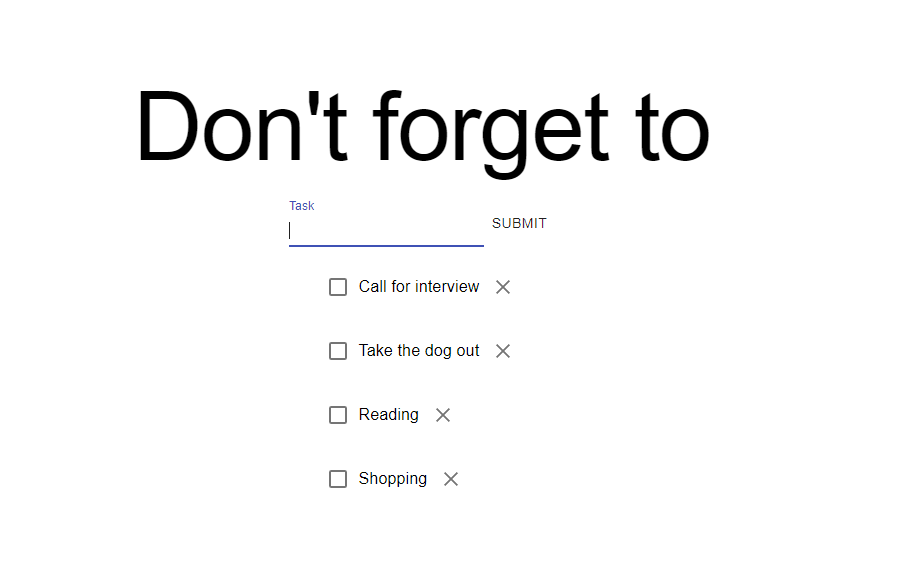 Don't forget to
Task
SUBMIT
Call for interview
Take the dog out
Reading
Shopping